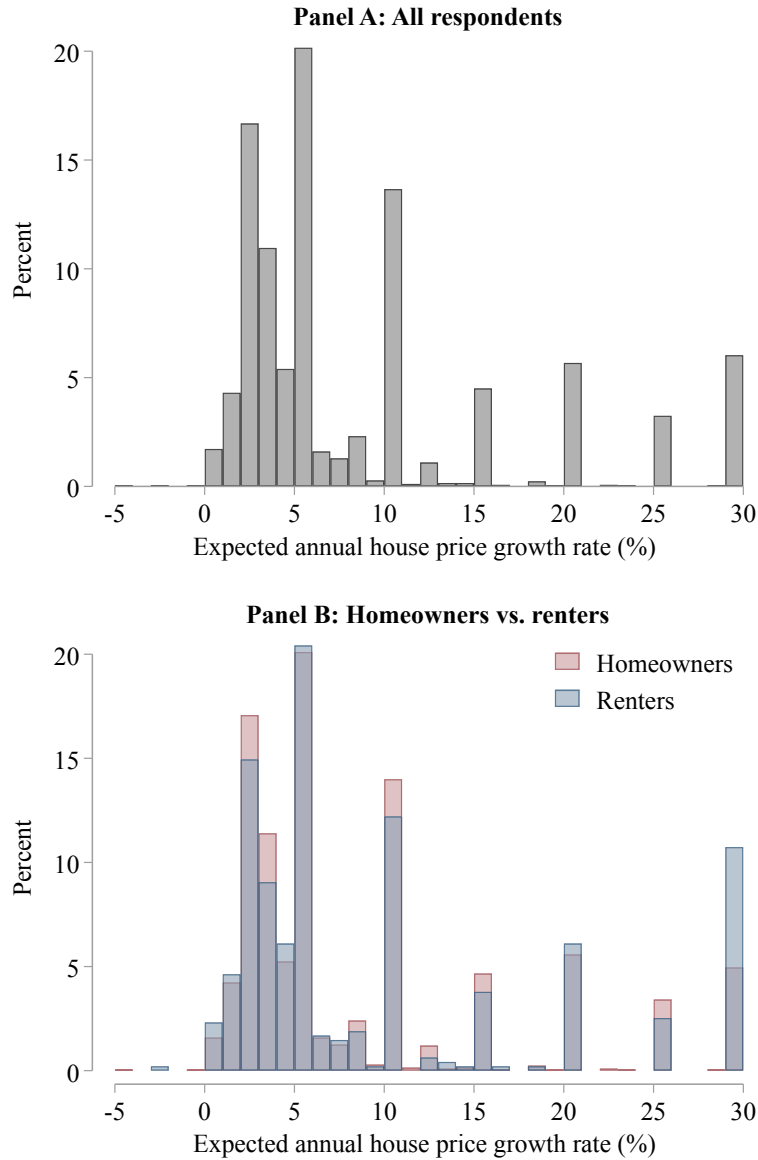 Panel A: All respondents
20
15
10
5
0
Percent
-5 0 5 10 15 20 25 30
Expected annual house price growth rate (%)
Panel B: Homeowners vs. renters
Homeowners
Renters
20
15
10
5
0
Percent
-5 0 5 10 15 20 25 30
Expected annual house price growth rate (%)